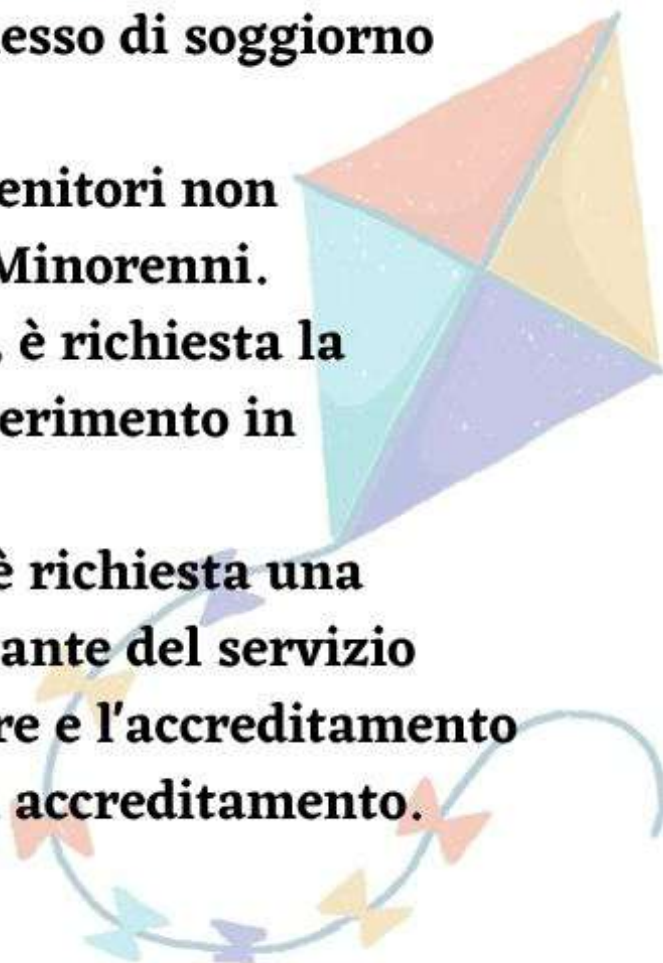 esso di soggiorno
enitori non
Minorenni.
, è richiesta la
erimento in
è richiesta una
ante del servizio
re e l'accreditamento
accreditamento.